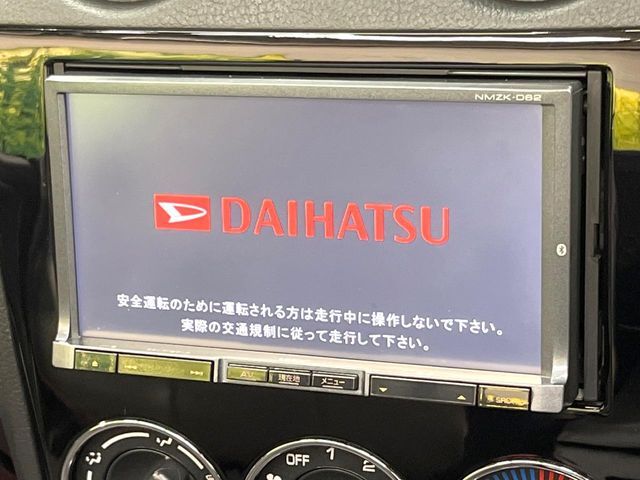 NMZK-D62
DAIHATSU
安全運転のために運転される方は走行中に操作しないで下さい。
実際の交通規制に従って走行して下さい。
AV 現在地 メニュー
OFF 1 2